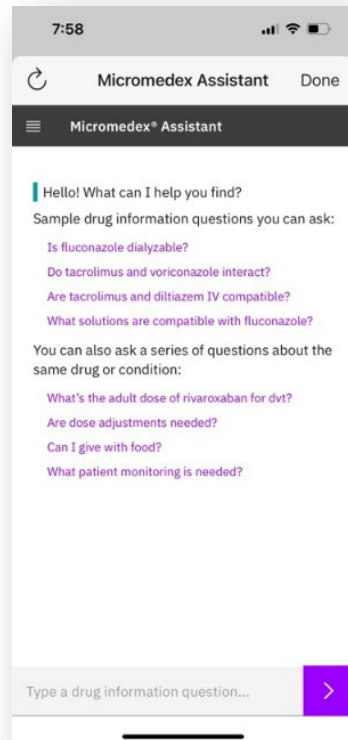 7:58
Micromedex Assistant Done
Micromedex® Assistant
Hello! What can I help you find?
Sample drug information questions you can ask:
Is fluconazole dialyzable?
Do tacrolimus and voriconazole interact?
Are tacrolimus and diltiazem IV compatible?
What solutions are compatible with fluconazole?
You can also ask a series of questions about the
same drug or condition:
What's the adult dose of rivaroxaban for dvt?
Are dose adjustments needed?
Can I give with food?
What patient monitoring is needed?
Type a drug information question...